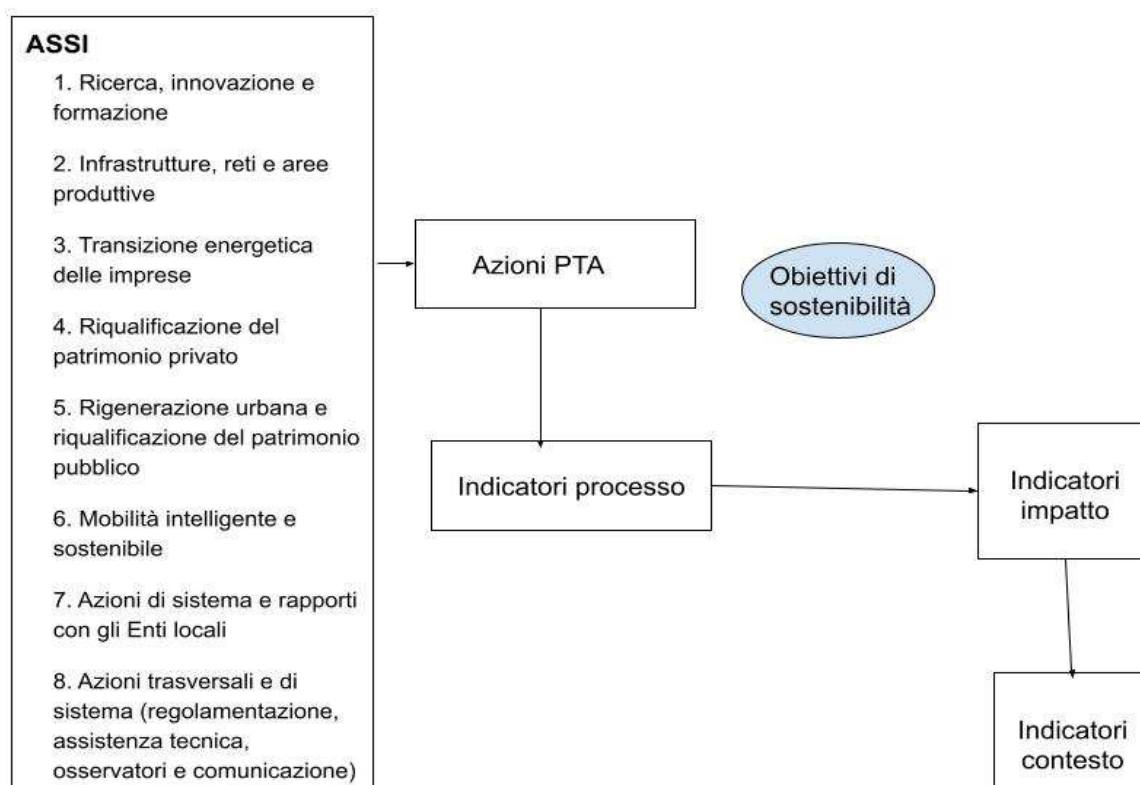 ASSI
1. Ricerca, innovazione e
formazione
2. Infrastrutture, reti e aree
produttive
3. Transizione energetica
delle imprese
4. Riqualificazione del
patrimonio privato
5. Rigenerazione urbana e
riqualificazione del patrimonio
pubblico
6. Mobilità intelligente e
sostenibile
7. Azioni di sistema e rapporti
con gli Enti locali
8. Azioni trasversali e di
sistema (regolamentazione,
assistenza tecnica,
osservatori e comunicazione)
Azioni PTA
Obiettivi di
sostenibilità
Indicatori processo
Indicatori
impatto
Indicatori
contesto